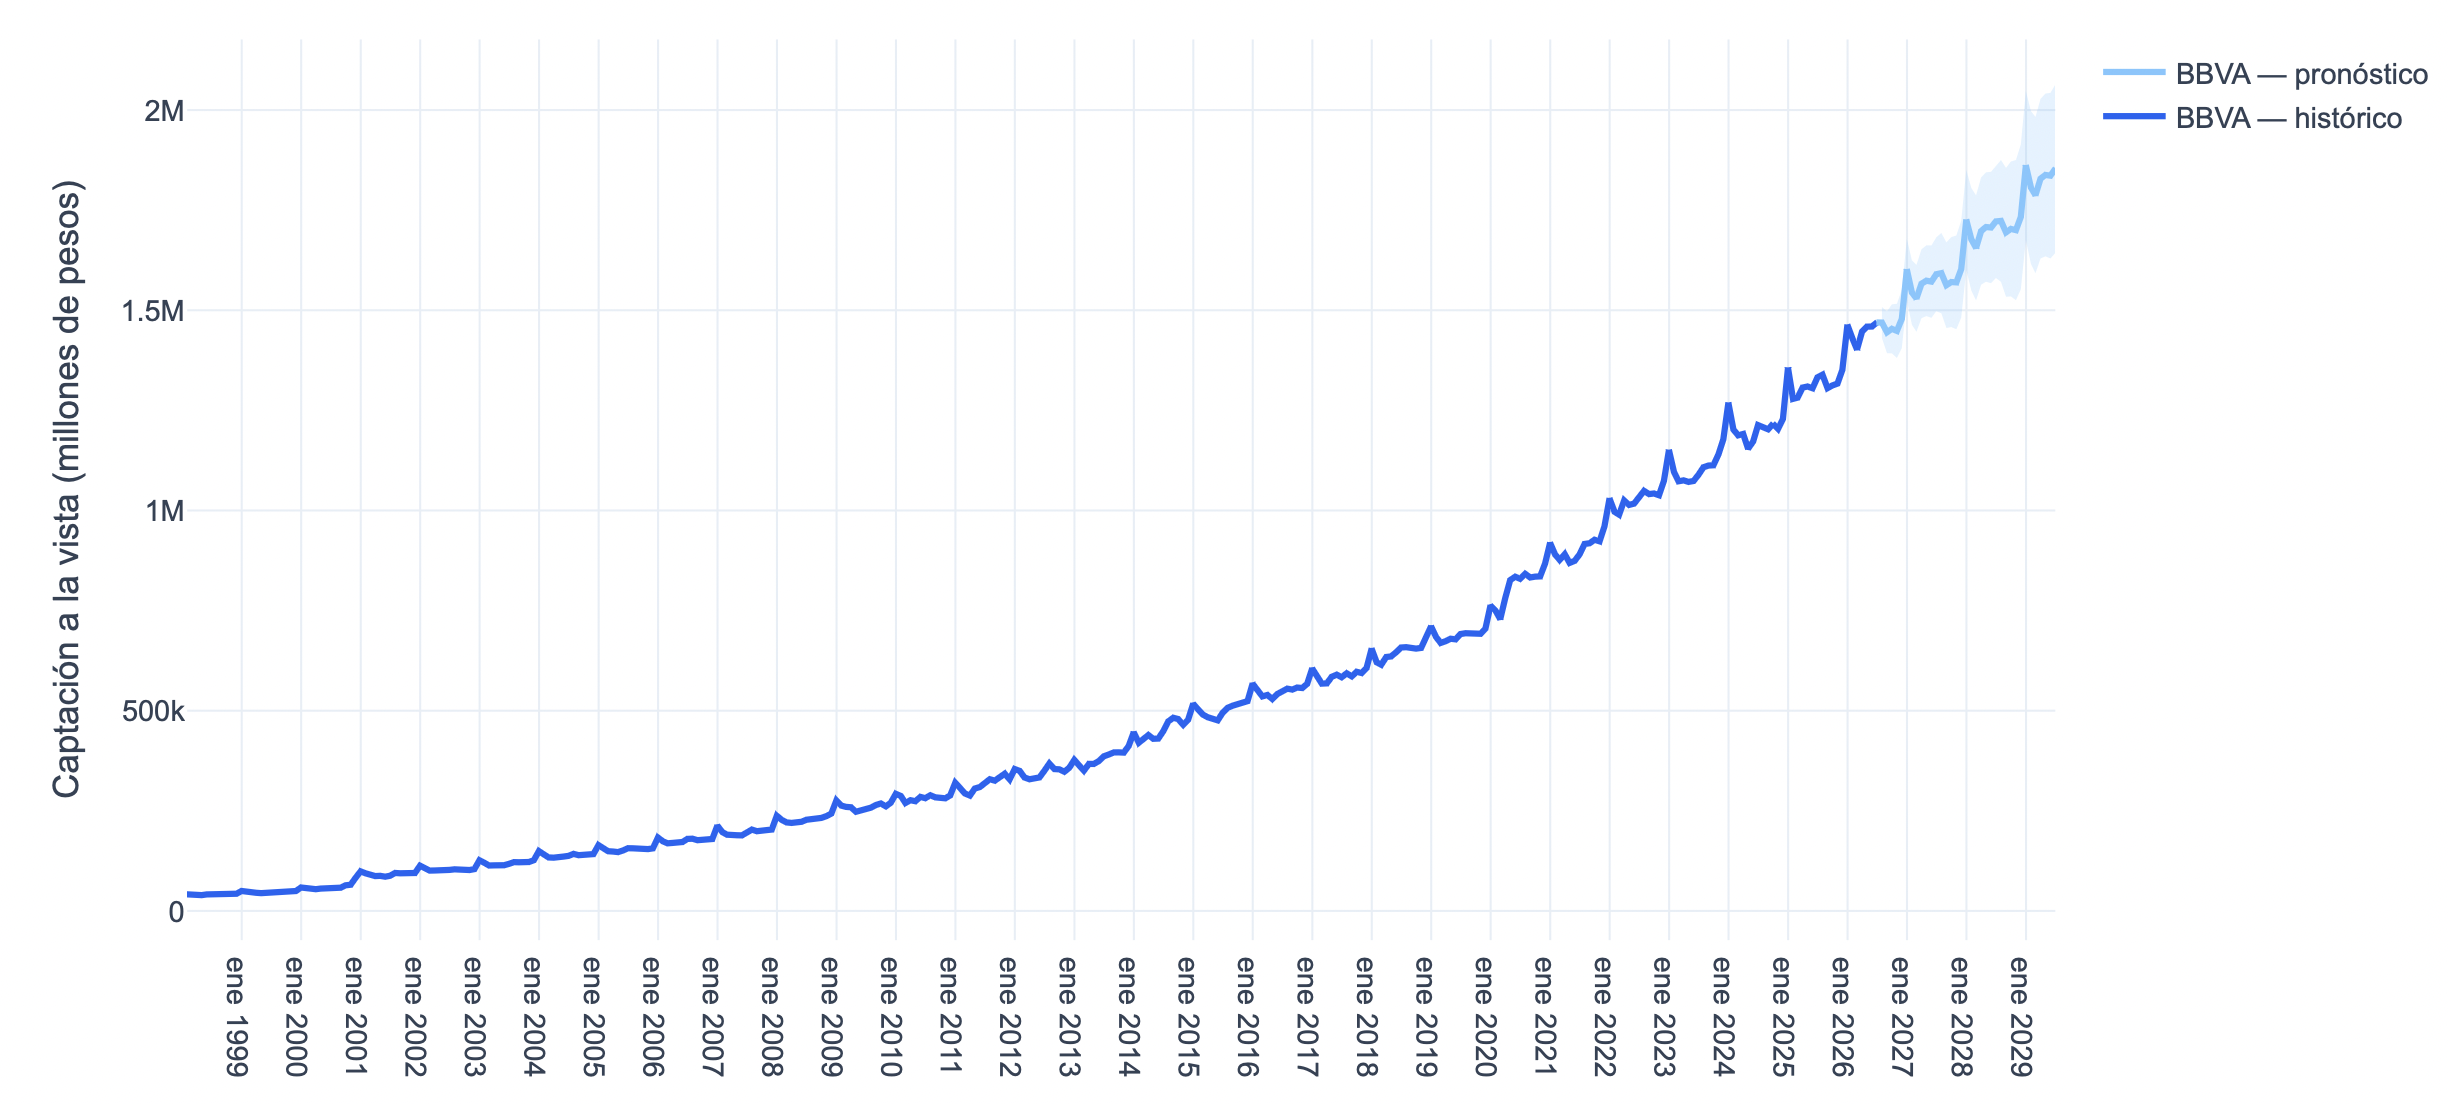 BBVA — pronóstico
BBVA — histórico
Captación a la vista (millones de pesos)
2M
1.5M
1M
500k
0
ene 1999
ene 2000
ene 2001
ene 2002
ene 2003
ene 2004
ene 2005
ene 2006
ene 2007
ene 2008
ene 2009
ene 2010
ene 2011
ene 2012
ene 2013
ene 2014
ene 2015
ene 2016
ene 2017
ene 2018
ene 2019
ene 2020
ene 2021
ene 2022
ene 2023
ene 2024
ene 2025
ene 2026
ene 2027
ene 2028
ene 2029